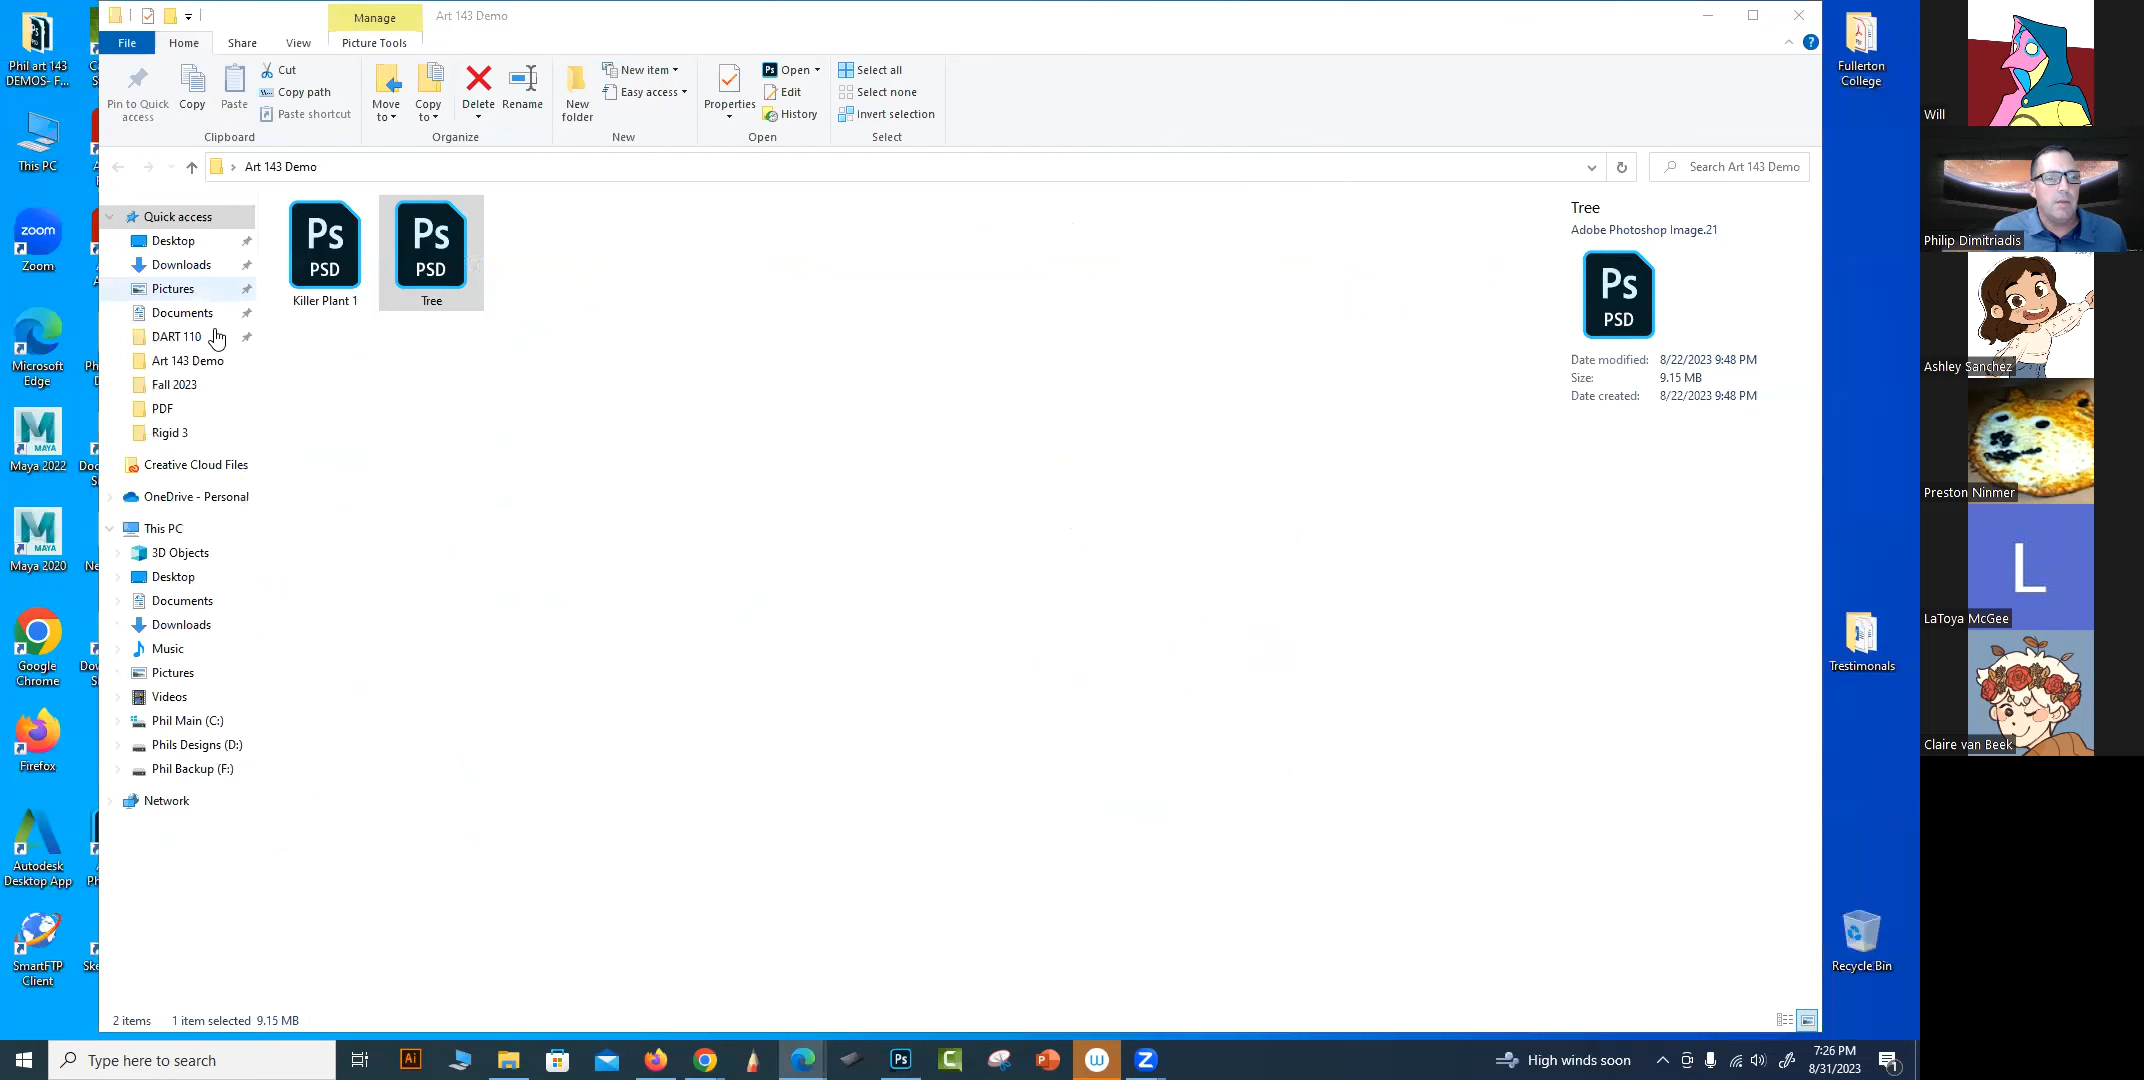 Manage
Art 143 Demo
File
Home
Share
View
Picture Tools
Pin to Quick access
Copy
Paste
Cut
Copy path
Paste shortcut
Clipboard
Move to
Copy to
Delete
Rename
Organize
New folder
New item
Easy access
New
Properties
Ps
Open
Edit
History
Open
Select all
Select none
Invert selection
Select
Art 143 Demo
Search Art 143 Demo
Quick access
Desktop
Downloads
Pictures
Documents
DART 110
Art 143 Demo
Fall 2023
PDF
Rigid 3
Creative Cloud Files
OneDrive - Personal
This PC
3D Objects
Desktop
Documents
Downloads
Music
Pictures
Videos
Phil Main (C:)
Phils Designs (D:)
Phil Backup (F:)
Network
Ps
PSD
Killer Plant 1
Ps
PSD
Tree
Tree
Adobe Photoshop Image.21
Ps
PSD
Date modified: 8/22/2023 9:48 PM
Size: 9.15 MB
Date created: 8/22/2023 9:48 PM
2 items
1 item selected 9.15 MB
Phil art 143
DEMOS- F...
This PC
zoom
Zoom
Microsoft
Edge
MAYA
Maya 2022
MAYA
Maya 2020
Google
Chrome
Firefox
Autodesk
Desktop App
SmartFTP
Client
Fullerton
College
Trestimonals
Recycle Bin
Will
Philip Dimitriadis
Ashley Sanchez
Preston Ninmer
L
LaToya McGee
Claire van Beek
Type here to search
Ai
Ps
High winds soon
7:26 PM
8/31/2023
1